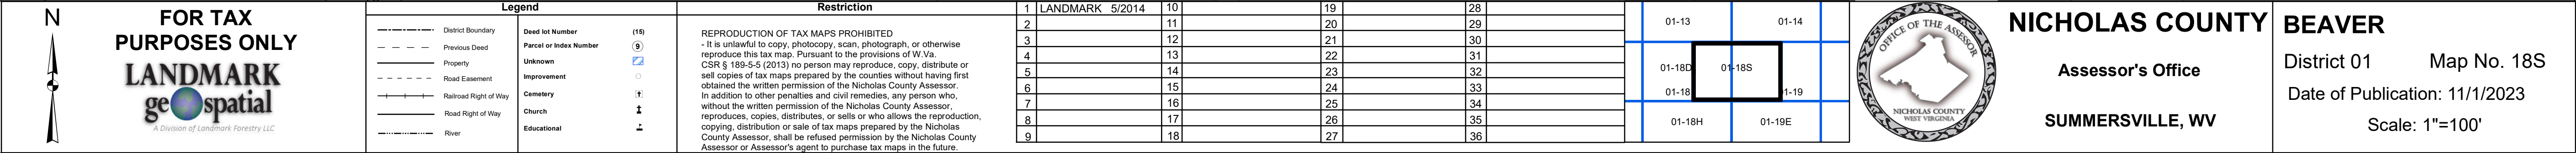 N
FOR TAX
PURPOSES ONLY
LANDMARK
geospatial
A Division of Landmark Forestry LLC
Legend
District Boundary
Previous Deed
Property
Road Easement
Railroad Right of Way
Road Right of Way
River
Deed lot Number (15)
Parcel or Index Number 9
Unknown
Improvement
Cemetery
Church
Educational
Restriction
REPRODUCTION OF TAX MAPS PROHIBITED
- It is unlawful to copy, photocopy, scan, photograph, or otherwise
reproduce this tax map. Pursuant to the provisions of W.Va.
CSR § 189-5-5 (2013) no person may reproduce, copy, distribute or
sell copies of tax maps prepared by the counties without having first
obtained the written permission of the Nicholas County Assessor.
In addition to other penalties and civil remedies, any person who,
without the written permission of the Nicholas County Assessor,
reproduces, copies, distributes, or sells or who allows the reproduction,
copying, distribution or sale of tax maps prepared by the Nicholas
County Assessor, shall be refused permission by the Nicholas County
Assessor or Assessor's agent to purchase tax maps in the future.
1 LANDMARK 5/2014 10 19 28
2 11 20 29
3 12 21 30
4 13 22 31
5 14 23 32
6 15 24 33
7 16 25 34
8 17 26 35
9 18 27 36
01-13 01-14
01-18D 01-18S
01-18 1-19
01-18H 01-19E
OFFICE OF THE ASSESSOR
NICHOLAS COUNTY
WEST VIRGINIA
NICHOLAS COUNTY
Assessor's Office
SUMMERSVILLE, WV
BEAVER
District 01 Map No. 18S
Date of Publication: 11/1/2023
Scale: 1"=100'